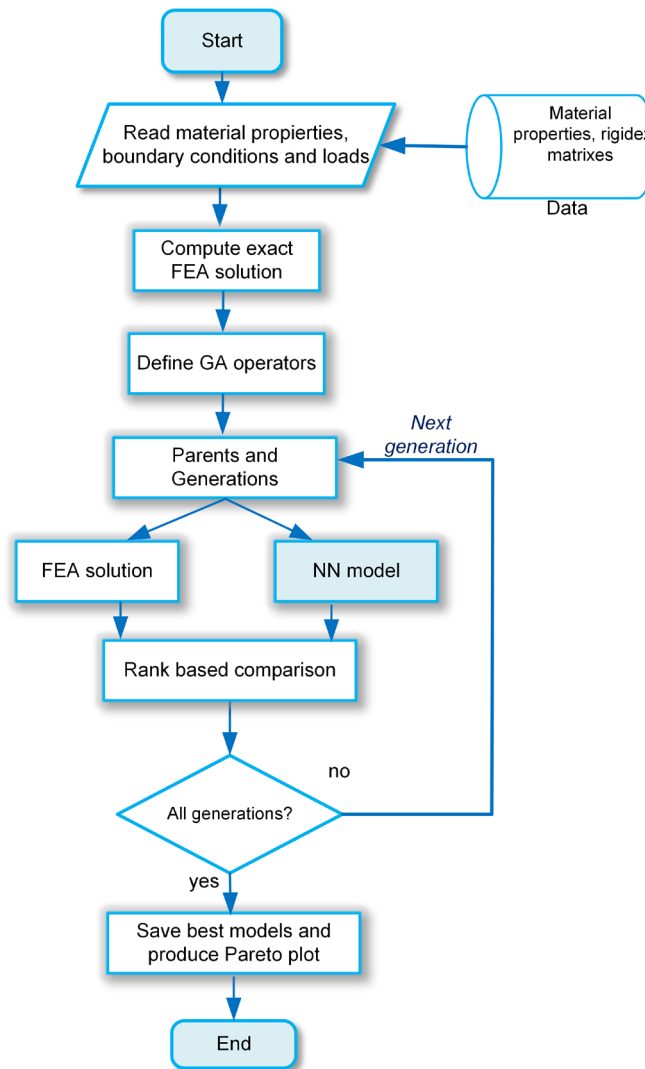 Start
Read material propierties,
boundary conditions and loads
Material
properties, rigidez
matrixes
Data
Compute exact
FEA solution
Define GA operators
Next
generation
Parents and
Generations
FEA solution
NN model
Rank based comparison
no
All generations?
yes
Save best models and
produce Pareto plot
End